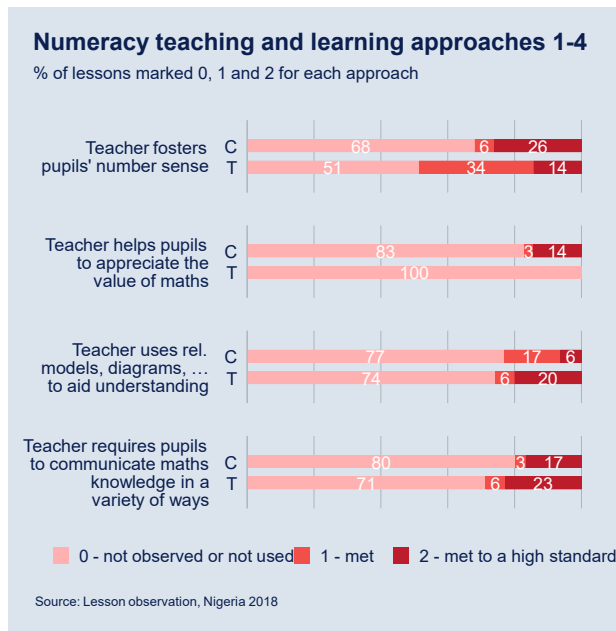 Numeracy teaching and learning approaches 1-4
% of lessons marked 0, 1 and 2 for each approach
Teacher fosters
pupils' number sense
C 68 6 26
T 51 34 14
Teacher helps pupils
to appreciate the
value of maths
C 83 3 14
T 100
Teacher uses rel.
models, diagrams, …
to aid understanding
C 77 17 6
T 74 6 20
Teacher requires pupils
to communicate maths
knowledge in a
variety of ways
C 80 3 17
T 71 6 23
0 - not observed or not used 1 - met 2 - met to a high standard
Source: Lesson observation, Nigeria 2018